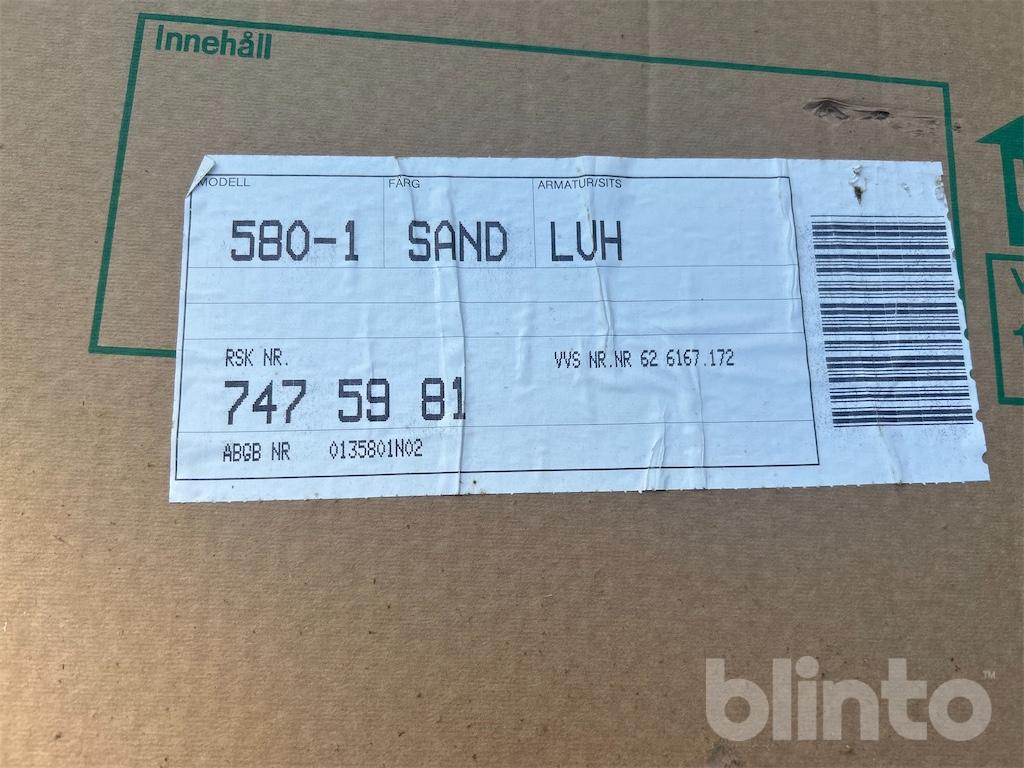 Innehåll
MODELL FÄRG ARMATUR/SITS
580-1 SAND LVH
RSK NR. VVS NR.NR 62 6167.172
747 59 81
ABGB NR 0135801N02
blinto™